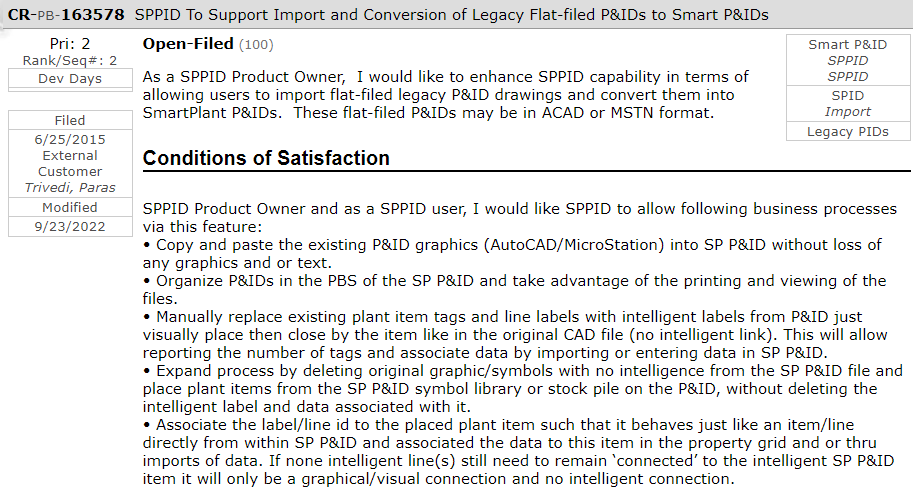 CR-PB-163578 SPPID To Support Import and Conversion of Legacy Flat-filed P&IDs to Smart P&IDs
Pri: 2
Rank/Seq#: 2
Dev Days
Filed
6/25/2015
External
Customer
Trivedi, Paras
Modified
9/23/2022
Open-Filed (100)
As a SPPID Product Owner,  I would like to enhance SPPID capability in terms of
allowing users to import flat-filed legacy P&ID drawings and convert them into
SmartPlant P&IDs.  These flat-filed P&IDs may be in ACAD or MSTN format.
Smart P&ID
SPPID
SPPID
SPID
Import
Legacy PIDs
Conditions of Satisfaction
SPPID Product Owner and as a SPPID user, I would like SPPID to allow following business processes
via this feature:
• Copy and paste the existing P&ID graphics (AutoCAD/MicroStation) into SP P&ID without loss of
any graphics and or text.
• Organize P&IDs in the PBS of the SP P&ID and take advantage of the printing and viewing of the
files.
• Manually replace existing plant item tags and line labels with intelligent labels from P&ID just
visually place then close by the item like in the original CAD file (no intelligent link). This will allow
reporting the number of tags and associate data by importing or entering data in SP P&ID.
• Expand process by deleting original graphic/symbols with no intelligence from the SP P&ID file and
place plant items from the SP P&ID symbol library or stock pile on the P&ID, without deleting the
intelligent label and data associated with it.
• Associate the label/line id to the placed plant item such that it behaves just like an item/line
directly from within SP P&ID and associated the data to this item in the property grid and or thru
imports of data. If none intelligent line(s) still need to remain ‘connected’ to the intelligent SP P&ID
item it will only be a graphical/visual connection and no intelligent connection.